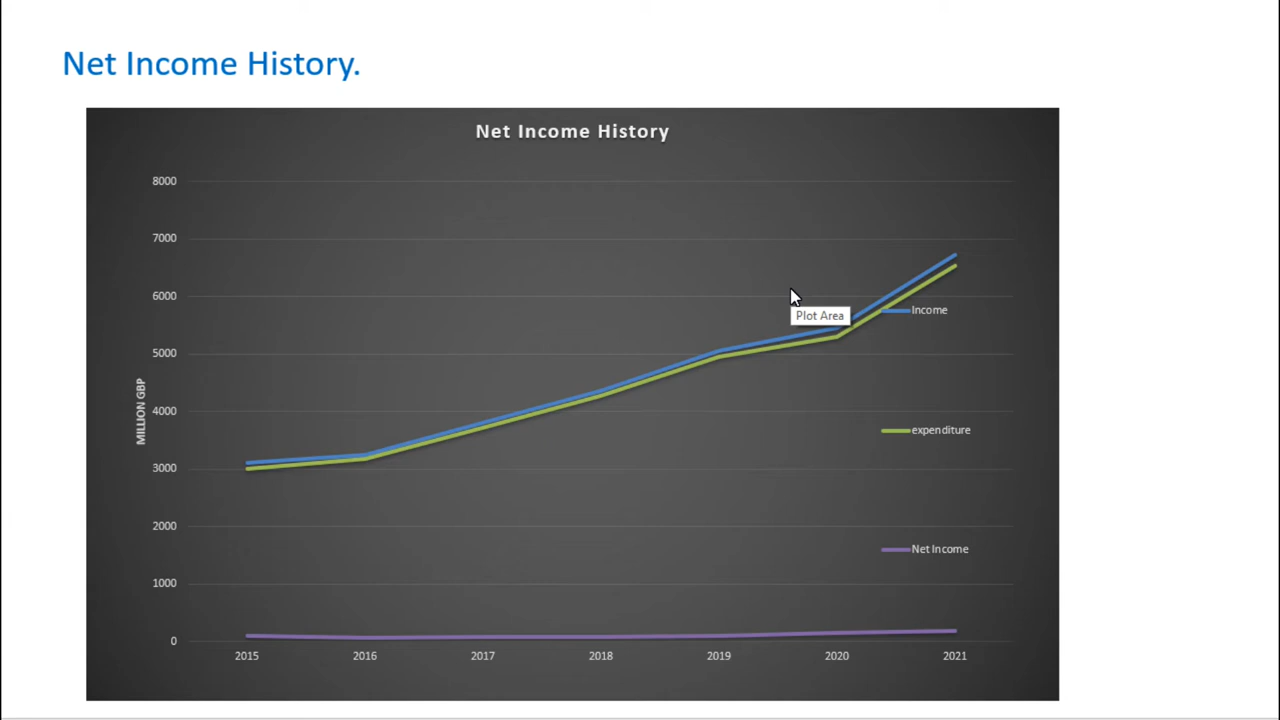 Net Income History.
Net Income History
8000
7000
6000
5000
4000
3000
2000
1000
0
MILLION GBP
Plot Area
Income
expenditure
Net Income
2015 2016 2017 2018 2019 2020 2021